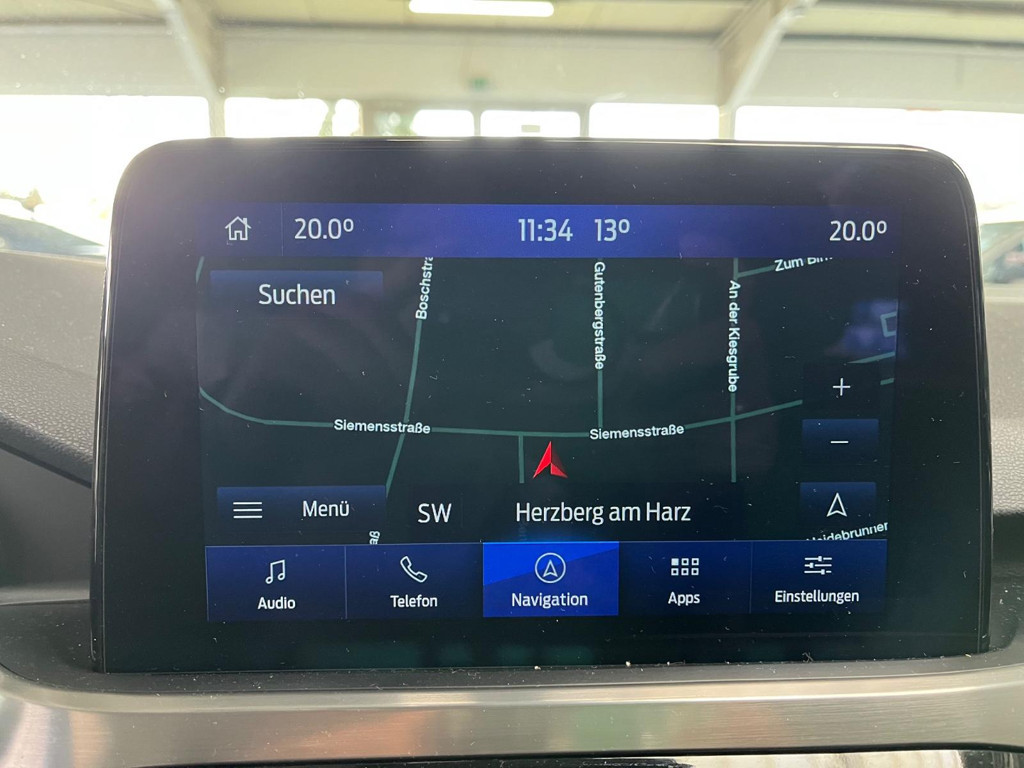 20.0° 11:34 13° 20.0°
Suchen
Zum
Gutenbergstraße
An der Kiesgrube
Siemensstraße
Siemensstraße
+
−
Menü
SW
Herzberg am Harz
Audio
Telefon
Navigation
Apps
Einstellungen